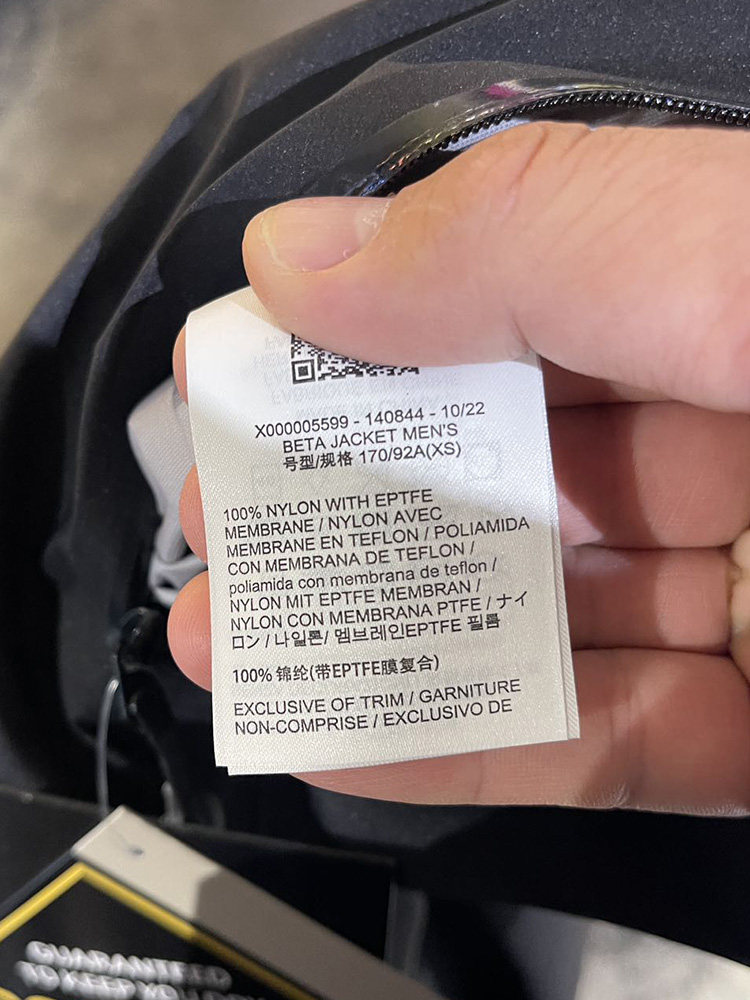 X000005599 - 140844 - 10/22
BETA JACKET MEN'S
号型/规格 170/92A(XS)
100% NYLON WITH EPTFE
MEMBRANE / NYLON AVEC
MEMBRANE EN TEFLON / POLIAMIDA
CON MEMBRANA DE TEFLON /
poliamida con membrana de teflon /
NYLON MIT EPTFE MEMBRAN /
NYLON CON MEMBRANA PTFE / ナイ
ロン / 나일론/ 멤브레인EPTFE 필름
100% 锦纶(带EPTFE膜复合)
EXCLUSIVE OF TRIM / GARNITURE
NON-COMPRISE / EXCLUSIVO DE
GUARANTEED
TO KEEP YOU